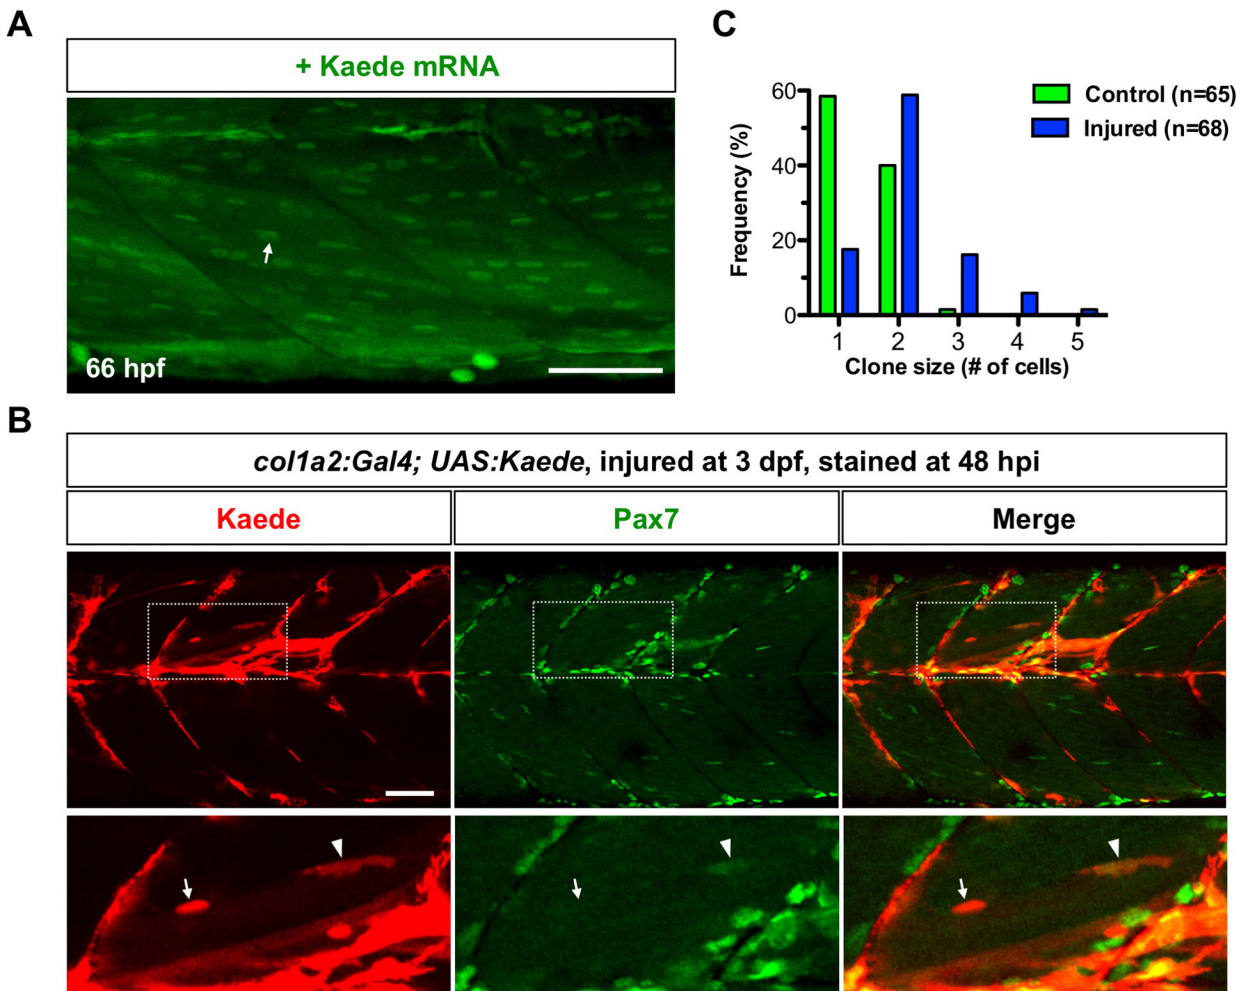 A
+ Kaede mRNA
66 hpf
C
60
40
20
0
Frequency (%)
1 2 3 4 5
Clone size (# of cells)
Control (n=65)
Injured (n=68)
B
col1a2:Gal4; UAS:Kaede, injured at 3 dpf, stained at 48 hpi
Kaede Pax7 Merge